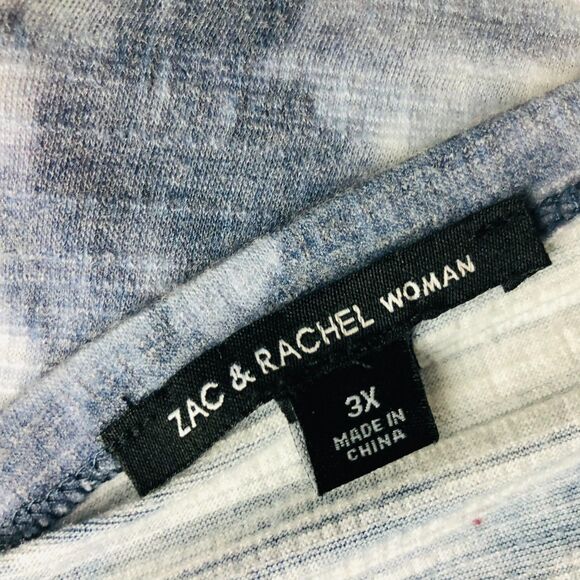 ZAC & RACHEL WOMAN
3X
MADE IN
CHINA